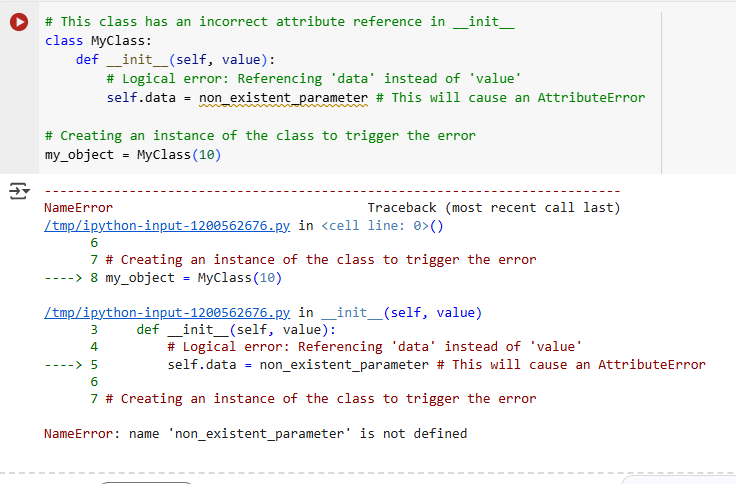 # This class has an incorrect attribute reference in __init__
class MyClass:
    def __init__(self, value):
        # Logical error: Referencing 'data' instead of 'value'
        self.data = non_existent_parameter # This will cause an AttributeError

# Creating an instance of the class to trigger the error
my_object = MyClass(10)
---------------------------------------------------------------------------
NameError                                 Traceback (most recent call last)
/tmp/ipython-input-1200562676.py in <cell line: 0>()
      6
      7 # Creating an instance of the class to trigger the error
----> 8 my_object = MyClass(10)

/tmp/ipython-input-1200562676.py in __init__(self, value)
      3     def __init__(self, value):
      4         # Logical error: Referencing 'data' instead of 'value'
----> 5         self.data = non_existent_parameter # This will cause an AttributeError
      6
      7 # Creating an instance of the class to trigger the error

NameError: name 'non_existent_parameter' is not defined